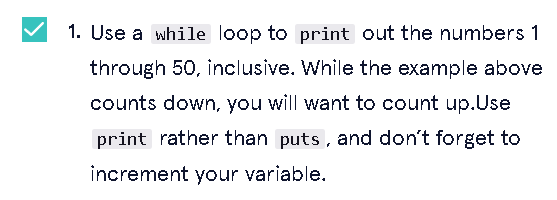 1. Use a while loop to print out the numbers 1
through 50, inclusive. While the example above
counts down, you will want to count up.Use
print rather than puts, and don’t forget to
increment your variable.